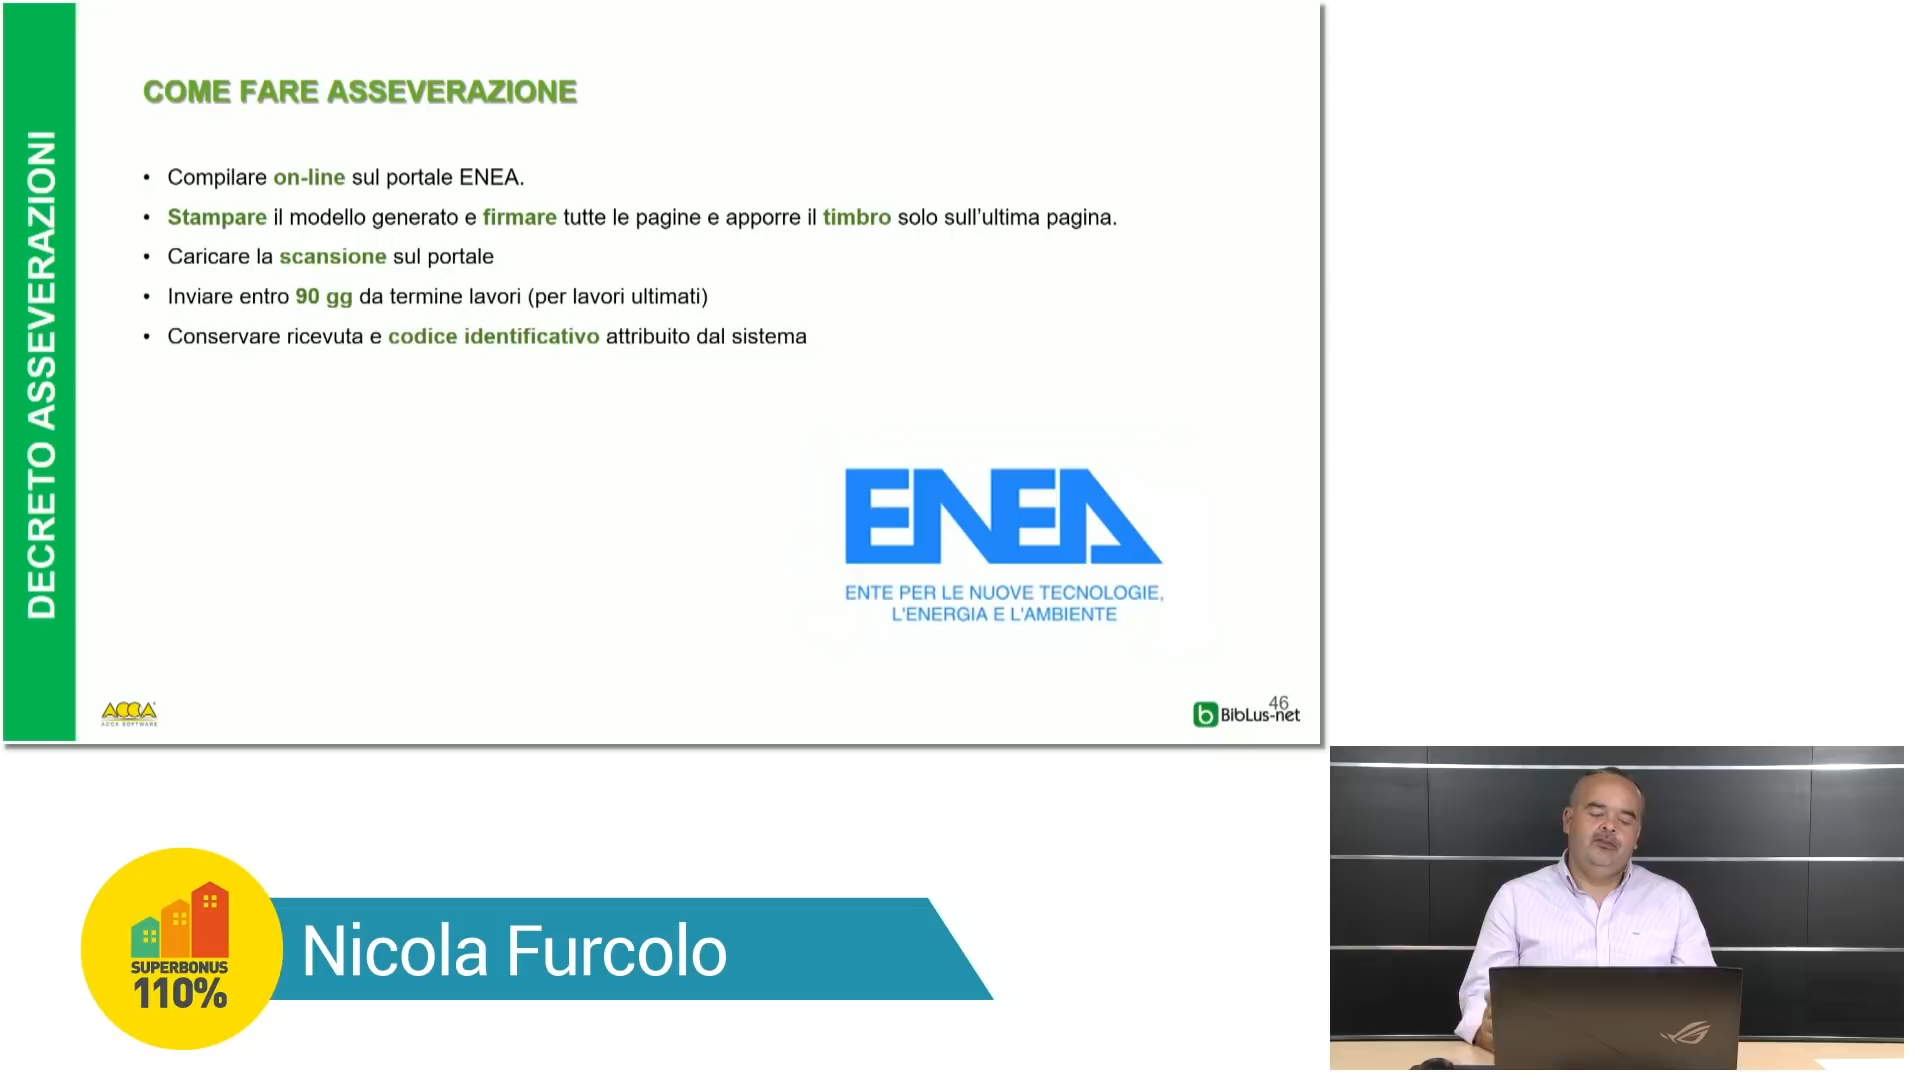 DECRETO ASSEVERAZIONI
COME FARE ASSEVERAZIONE
• Compilare on-line sul portale ENEA.
• Stampare il modello generato e firmare tutte le pagine e apporre il timbro solo sull'ultima pagina.
• Caricare la scansione sul portale
• Inviare entro 90 gg da termine lavori (per lavori ultimati)
• Conservare ricevuta e codice identificativo attribuito dal sistema
ENEA
ENTE PER LE NUOVE TECNOLOGIE,
L'ENERGIA E L'AMBIENTE
ACCA
ACCA SOFTWARE
46
b BibLus-net
SUPERBONUS
110%
Nicola Furcolo